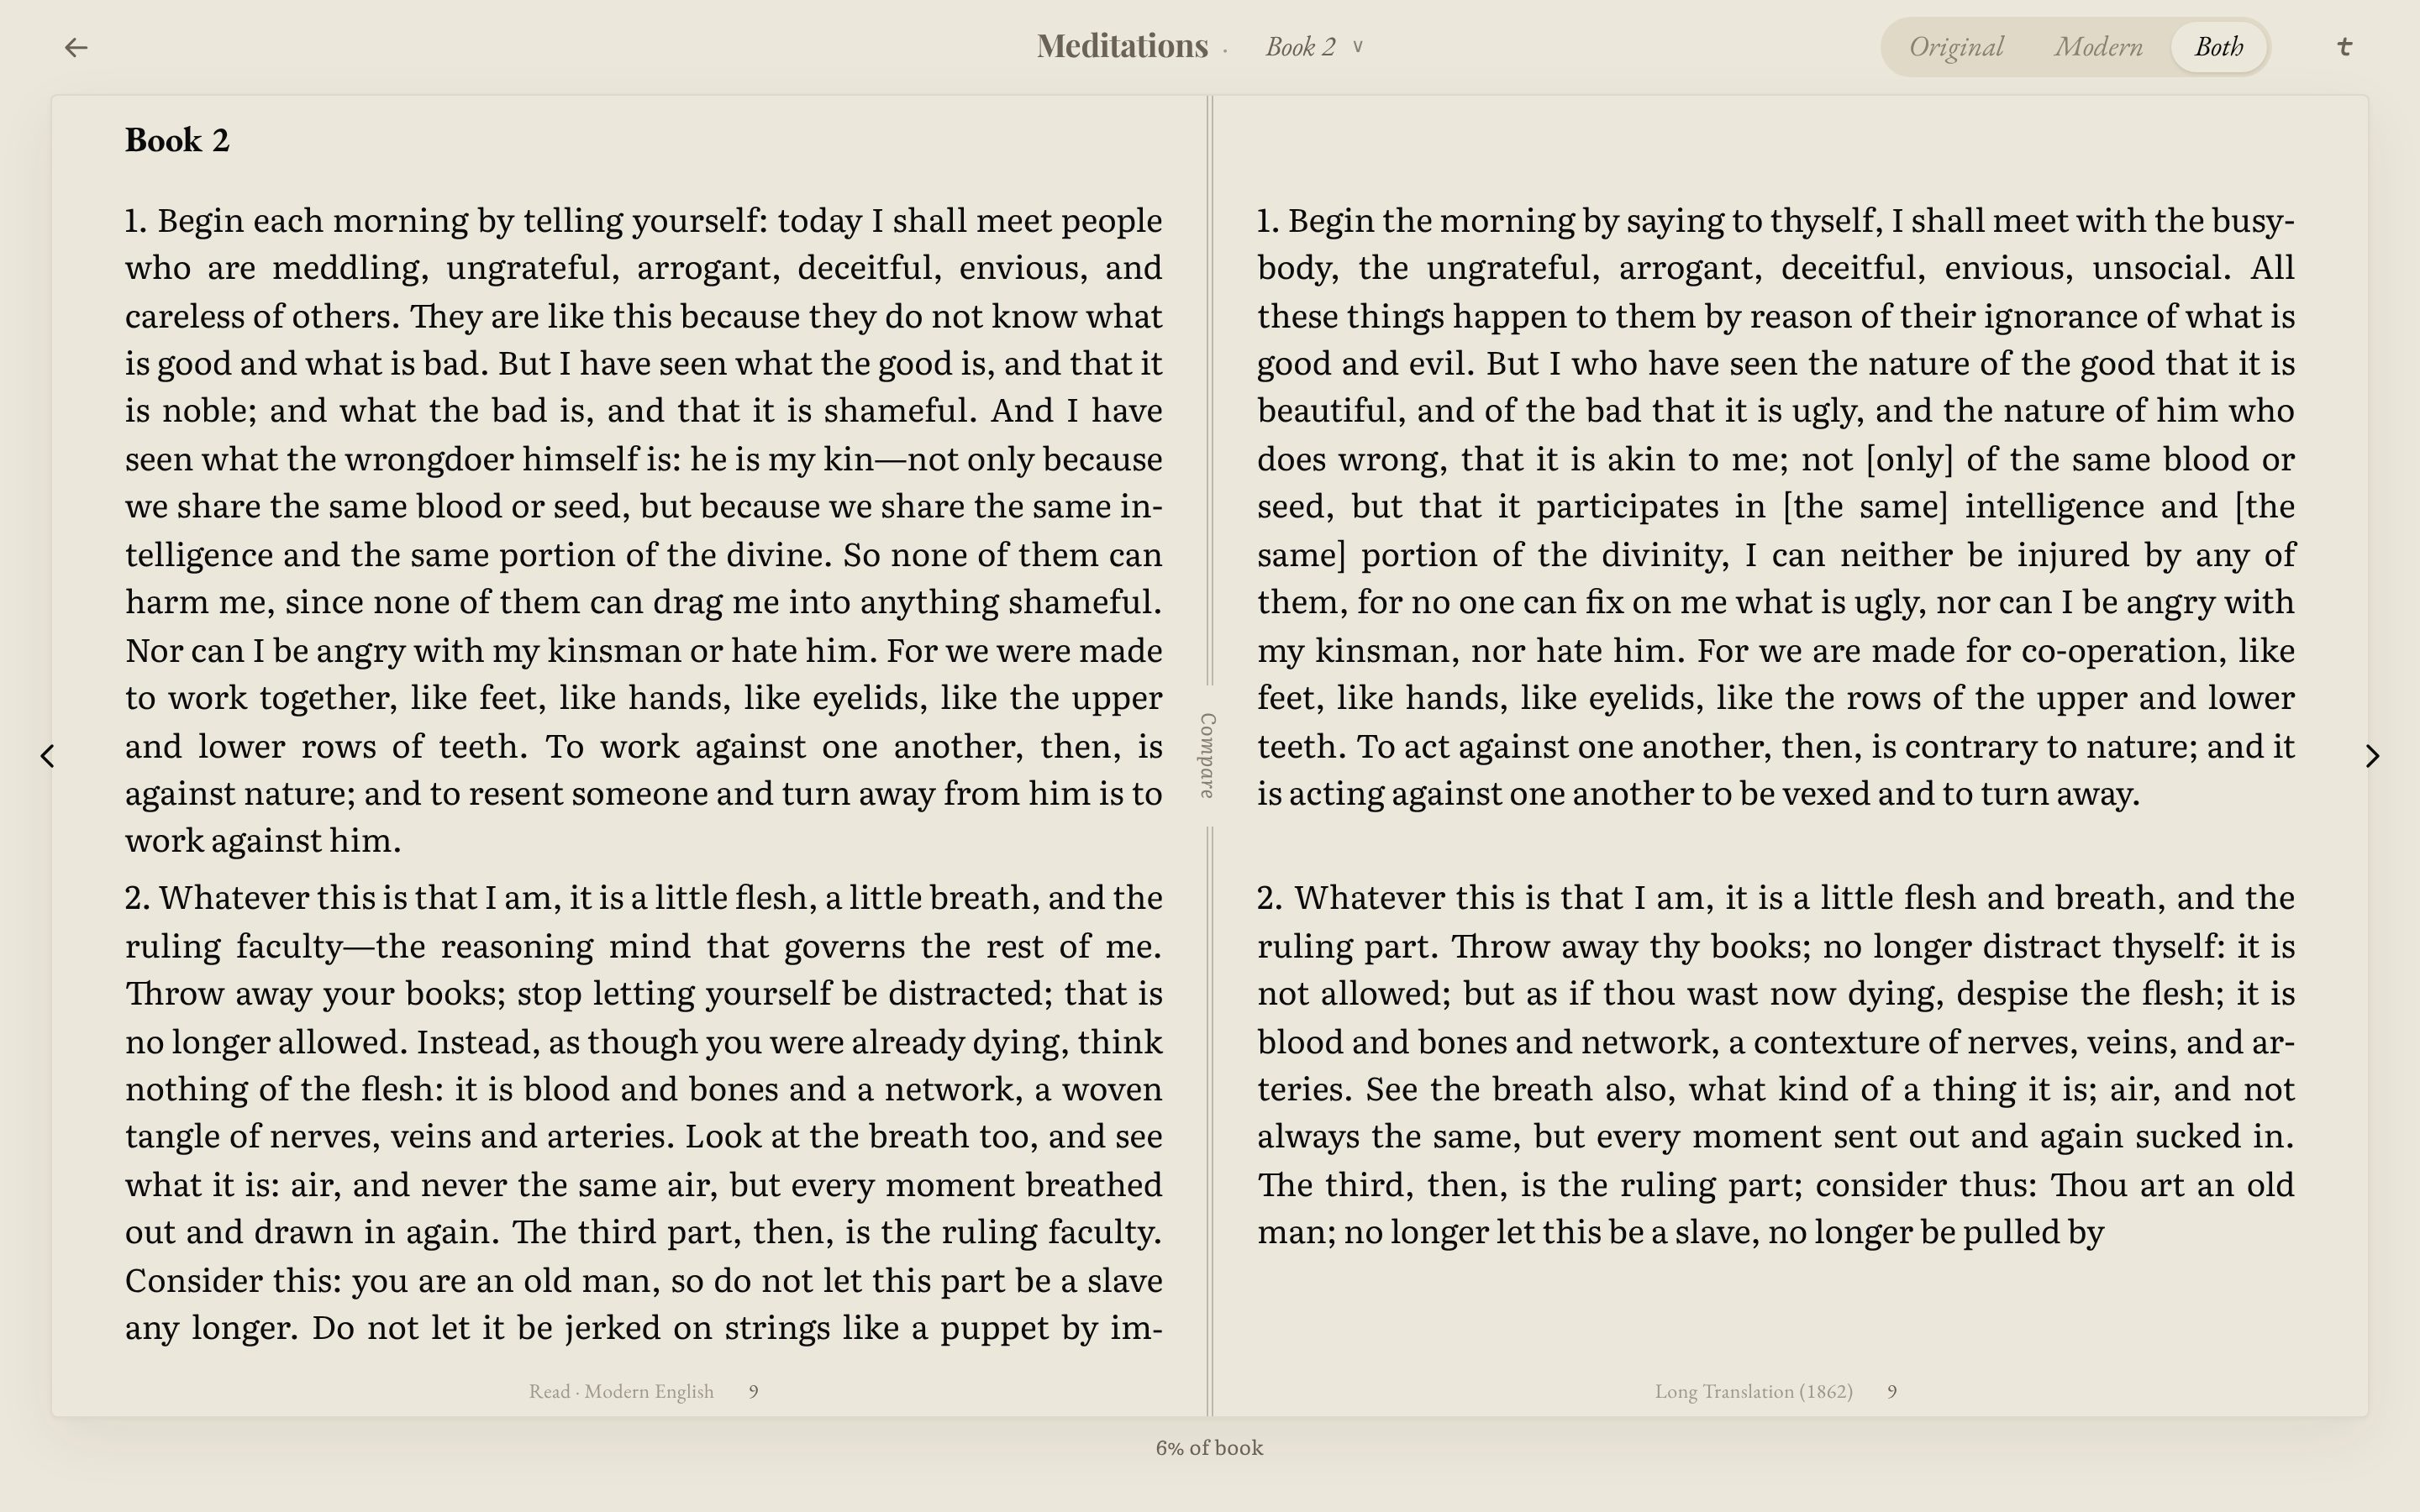 ←
Meditations · Book 2 ∨
Original Modern Both
t
Book 2
1. Begin each morning by telling yourself: today I shall meet people
who are meddling, ungrateful, arrogant, deceitful, envious, and
careless of others. They are like this because they do not know what
is good and what is bad. But I have seen what the good is, and that it
is noble; and what the bad is, and that it is shameful. And I have
seen what the wrongdoer himself is: he is my kin—not only because
we share the same blood or seed, but because we share the same in-
telligence and the same portion of the divine. So none of them can
harm me, since none of them can drag me into anything shameful.
Nor can I be angry with my kinsman or hate him. For we were made
to work together, like feet, like hands, like eyelids, like the upper
and lower rows of teeth. To work against one another, then, is
against nature; and to resent someone and turn away from him is to
work against him.
2. Whatever this is that I am, it is a little flesh, a little breath, and the
ruling faculty—the reasoning mind that governs the rest of me.
Throw away your books; stop letting yourself be distracted; that is
no longer allowed. Instead, as though you were already dying, think
nothing of the flesh: it is blood and bones and a network, a woven
tangle of nerves, veins and arteries. Look at the breath too, and see
what it is: air, and never the same air, but every moment breathed
out and drawn in again. The third part, then, is the ruling faculty.
Consider this: you are an old man, so do not let this part be a slave
any longer. Do not let it be jerked on strings like a puppet by im-
Read · Modern English 9
Compare
1. Begin the morning by saying to thyself, I shall meet with the busy-
body, the ungrateful, arrogant, deceitful, envious, unsocial. All
these things happen to them by reason of their ignorance of what is
good and evil. But I who have seen the nature of the good that it is
beautiful, and of the bad that it is ugly, and the nature of him who
does wrong, that it is akin to me; not [only] of the same blood or
seed, but that it participates in [the same] intelligence and [the
same] portion of the divinity, I can neither be injured by any of
them, for no one can fix on me what is ugly, nor can I be angry with
my kinsman, nor hate him. For we are made for co-operation, like
feet, like hands, like eyelids, like the rows of the upper and lower
teeth. To act against one another, then, is contrary to nature; and it
is acting against one another to be vexed and to turn away.
2. Whatever this is that I am, it is a little flesh and breath, and the
ruling part. Throw away thy books; no longer distract thyself: it is
not allowed; but as if thou wast now dying, despise the flesh; it is
blood and bones and network, a contexture of nerves, veins, and ar-
teries. See the breath also, what kind of a thing it is; air, and not
always the same, but every moment sent out and again sucked in.
The third, then, is the ruling part; consider thus: Thou art an old
man; no longer let this be a slave, no longer be pulled by
Long Translation (1862) 9
6% of book